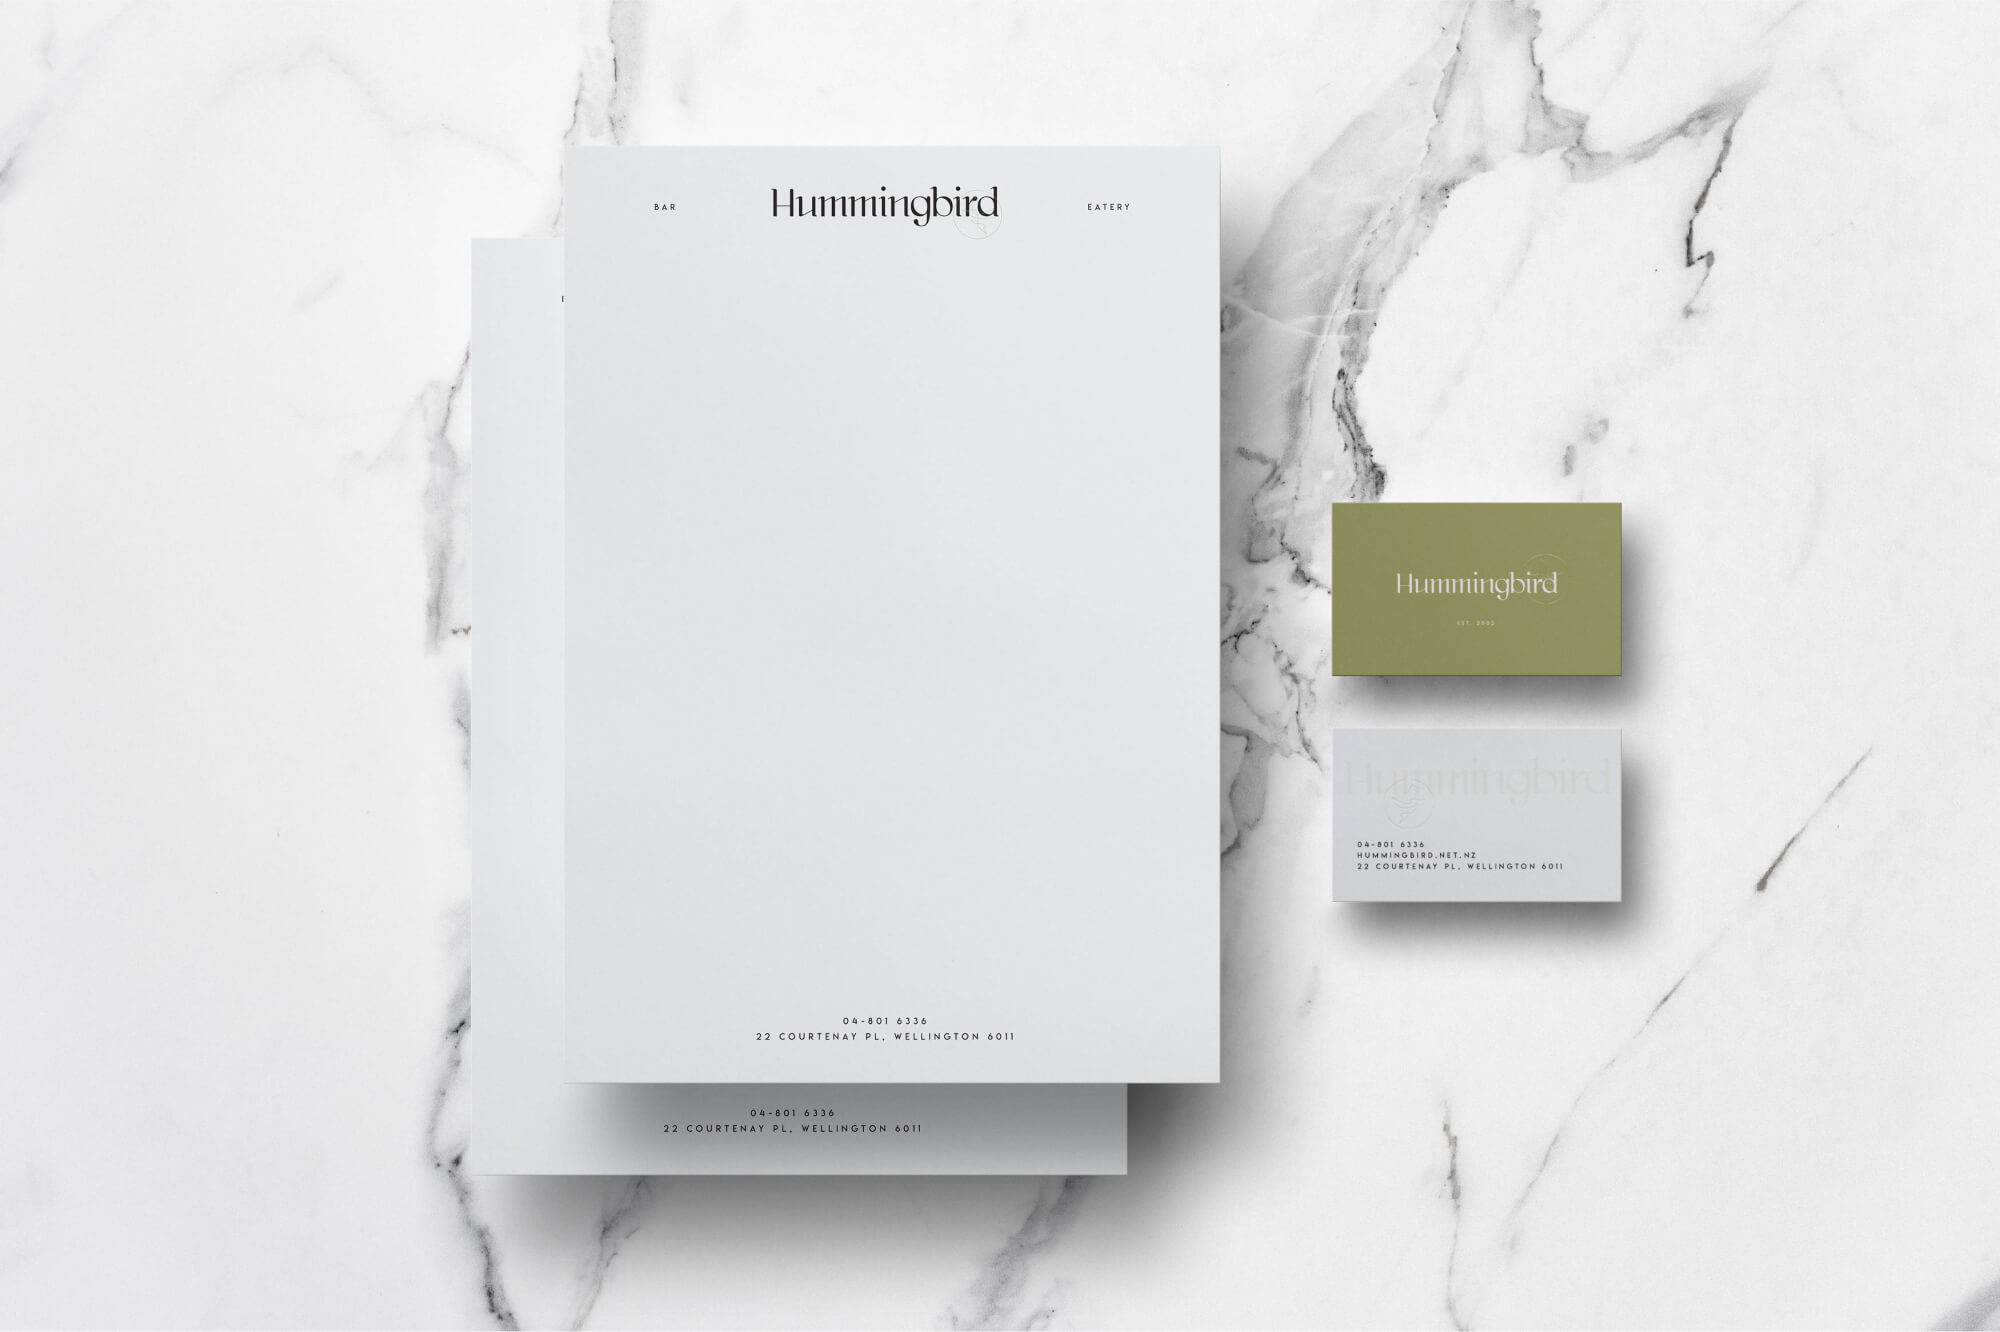 BAR Hummingbird EATERY
04-801 6336
22 COURTENAY PL, WELLINGTON 6011
04-801 6336
22 COURTENAY PL, WELLINGTON 6011
Hummingbird
EST. 2002
Hummingbird
04-801 6336
HUMMINGBIRD.NET.NZ
22 COURTENAY PL, WELLINGTON 6011